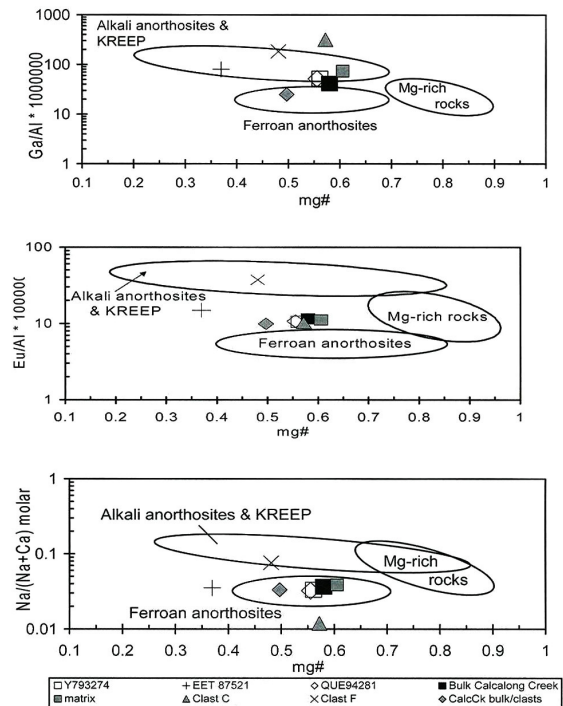 Alkali anorthosites &
KREEP
Mg-rich
rocks
Ferroan anorthosites
Ga/Al * 1000000
1000
100
10
1
0.1 0.2 0.3 0.4 0.5 0.6 0.7 0.8 0.9 1
mg#
Alkali anorthosites
& KREEP
Mg-rich rocks
Ferroan anorthosites
Eu/Al * 100000
100
10
1
0.1 0.2 0.3 0.4 0.5 0.6 0.7 0.8 0.9 1
mg#
Alkali anorthosites & KREEP
Mg-rich
rocks
Ferroan anorthosites
Na/(Na+Ca) molar
1
0.1
0.01
0.1 0.2 0.3 0.4 0.5 0.6 0.7 0.8 0.9 1
mg#
Y793274 EET 87521 QUE94281 Bulk Calcalong Creek
matrix Clast C Clast F CalcCk bulk/clasts